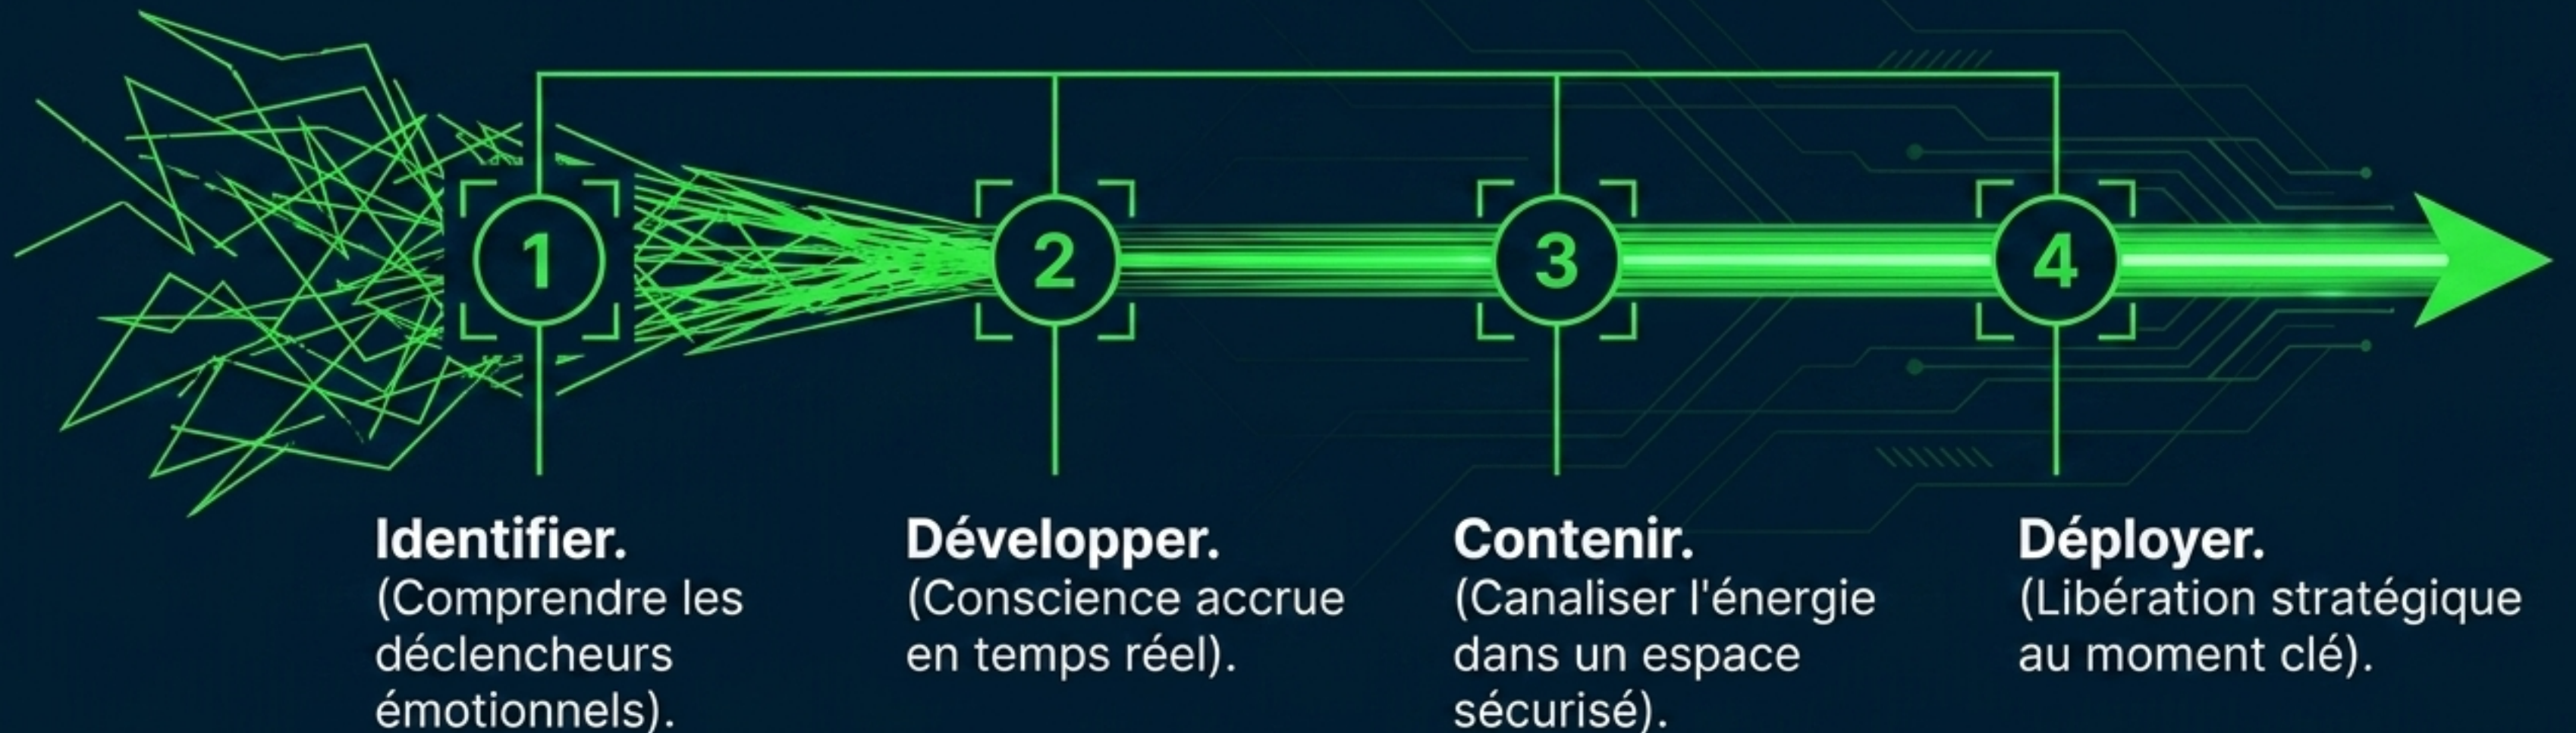 1
2
3
4
Identifier.
(Comprendre les
déclencheurs
émotionnels).
Développer.
(Conscience accrue
en temps réel).
Contenir.
(Canaliser l'énergie
dans un espace
sécurisé).
Déployer.
(Libération stratégique
au moment clé).